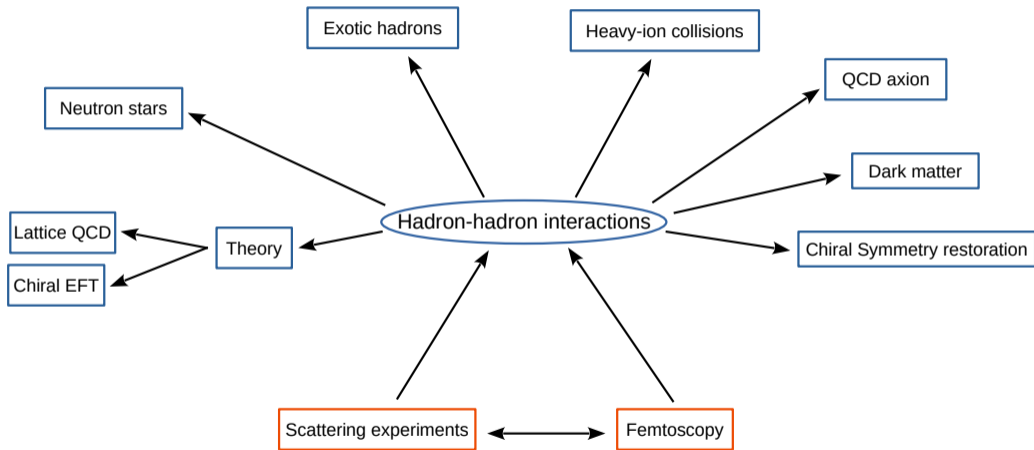 Exotic hadrons
Heavy-ion collisions
QCD axion
Neutron stars
Dark matter
Hadron-hadron interactions
Lattice QCD
Theory
Chiral Symmetry restoration
Chiral EFT
Scattering experiments
Femtoscopy